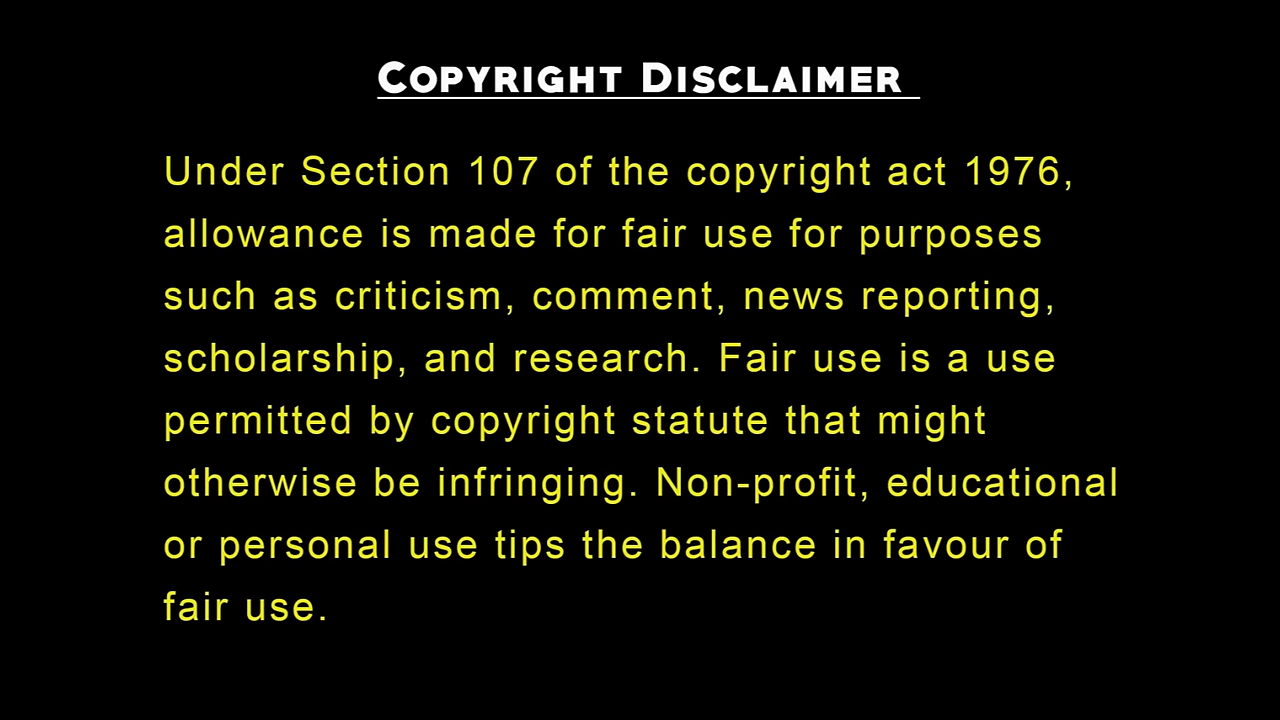 Copyright Disclaimer
Under Section 107 of the copyright act 1976,
allowance is made for fair use for purposes
such as criticism, comment, news reporting,
scholarship, and research. Fair use is a use
permitted by copyright statute that might
otherwise be infringing. Non-profit, educational
or personal use tips the balance in favour of
fair use.